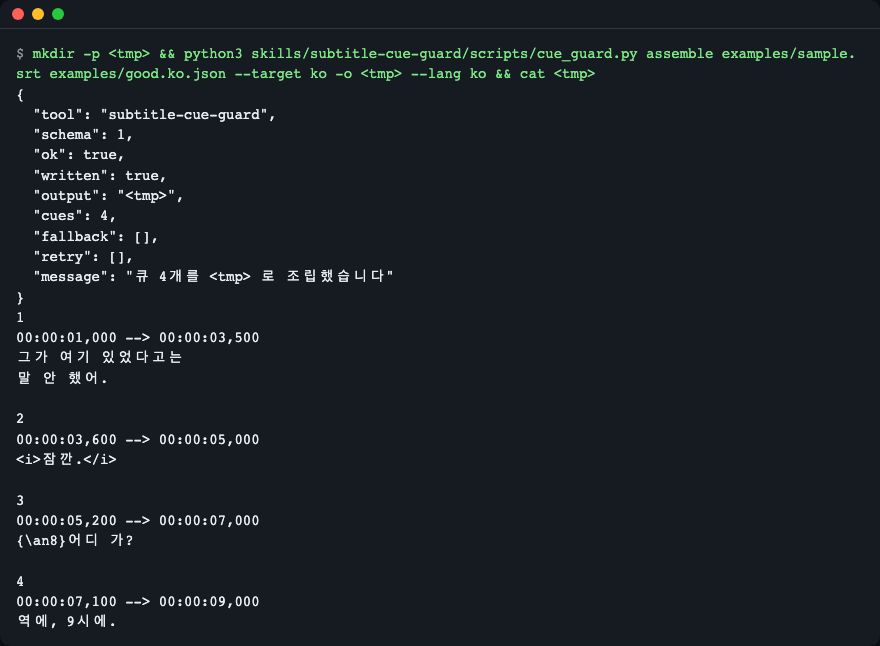 $ mkdir -p <tmp> && python3 skills/subtitle-cue-guard/scripts/cue_guard.py assemble examples/sample.
srt examples/good.ko.json --target ko -o <tmp> --lang ko && cat <tmp>
{
  "tool": "subtitle-cue-guard",
  "schema": 1,
  "ok": true,
  "written": true,
  "output": "<tmp>",
  "cues": 4,
  "fallback": [],
  "retry": [],
  "message": "큐 4개를 <tmp> 로 조립했습니다"
}
1
00:00:01,000 --> 00:00:03,500
그가 여기 있었다고는
말 안 했어.

2
00:00:03,600 --> 00:00:05,000
<i>잠깐.</i>

3
00:00:05,200 --> 00:00:07,000
{\an8}어디 가?

4
00:00:07,100 --> 00:00:09,000
역에, 9시에.